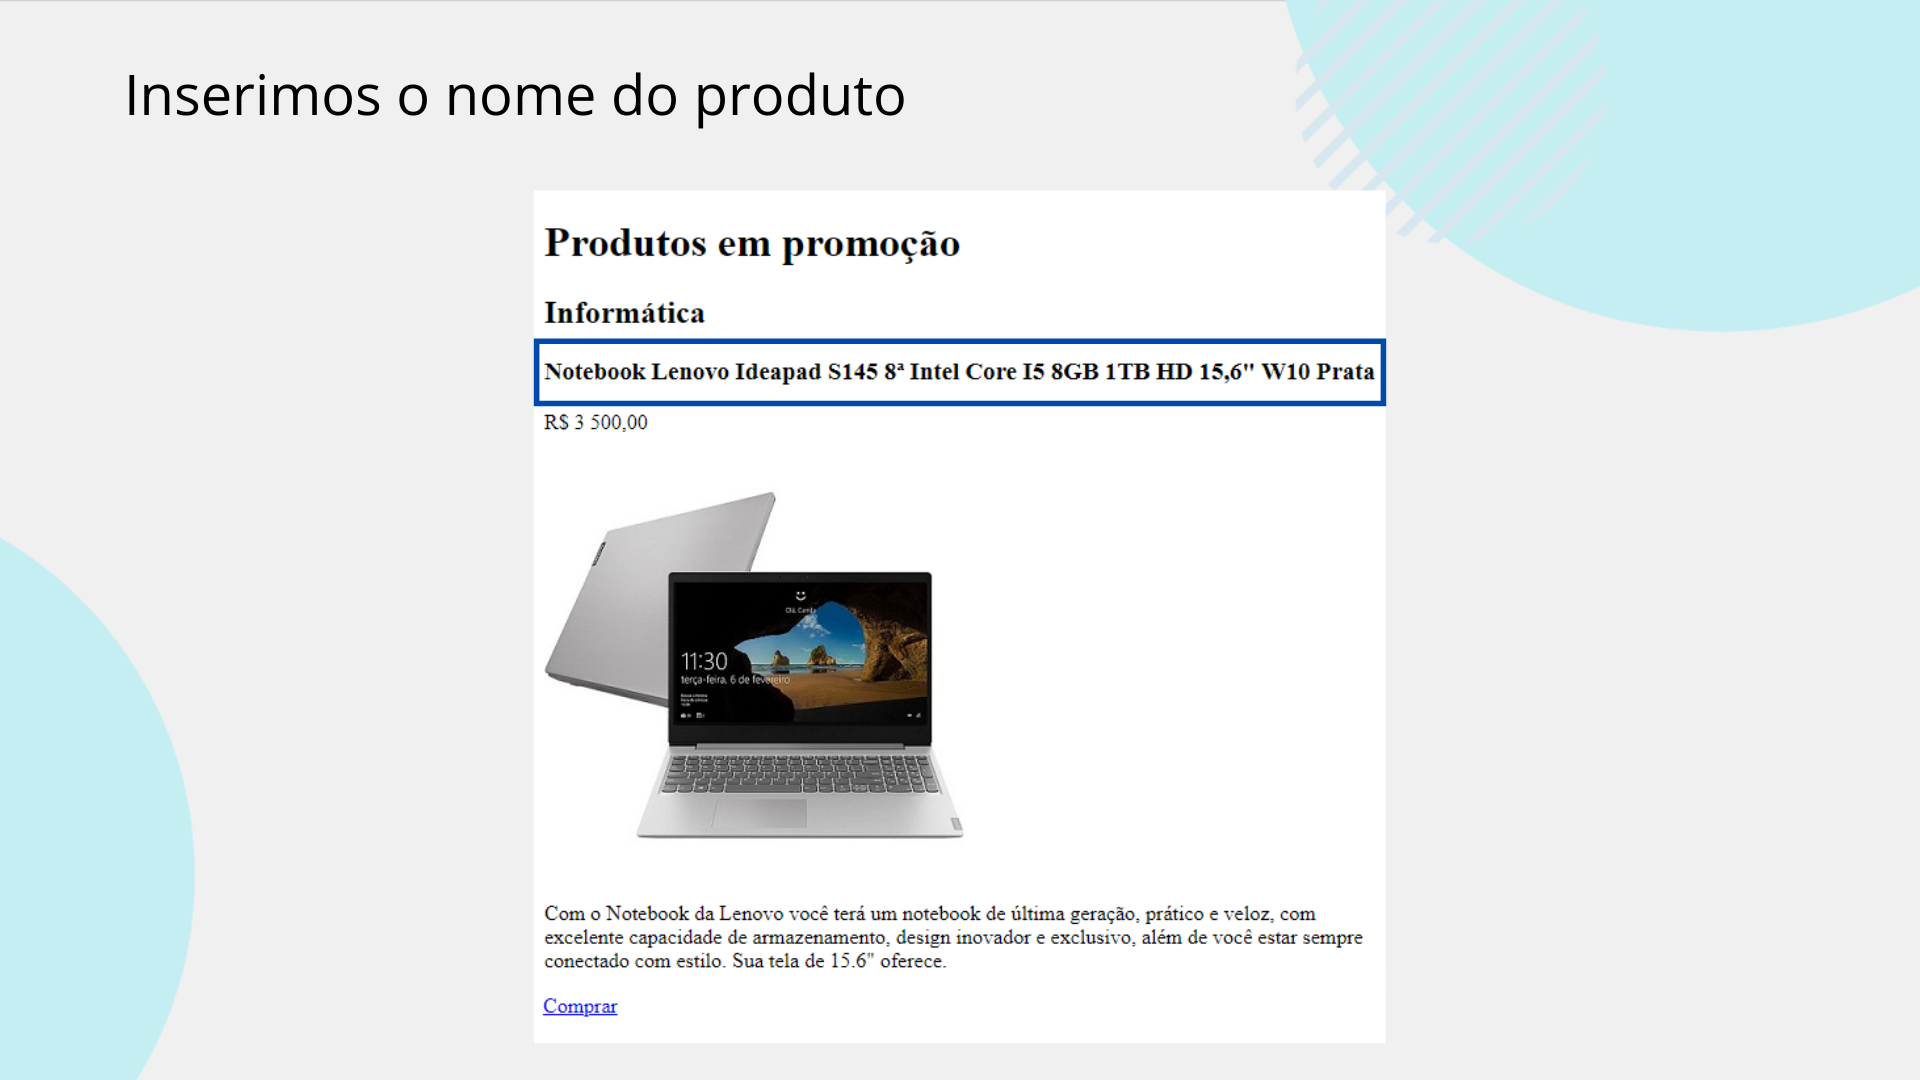 Inserimos o nome do produto
Produtos em promoção
Informática
Notebook Lenovo Ideapad S145 8ª Intel Core I5 8GB 1TB HD 15,6" W10 Prata
R$ 3 500,00
Olá, Camila
11:30
terça-feira, 6 de fevereiro
Com o Notebook da Lenovo você terá um notebook de última geração, prático e veloz, com
excelente capacidade de armazenamento, design inovador e exclusivo, além de você estar sempre
conectado com estilo. Sua tela de 15.6" oferece.
Comprar